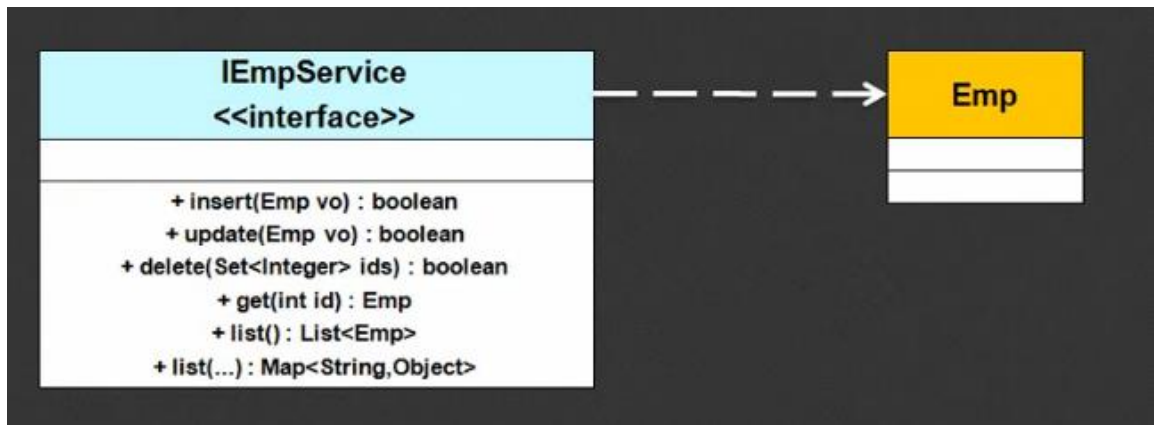 IEmpService
<<interface>>
Emp
+ insert(Emp vo) : boolean
+ update(Emp vo) : boolean
+ delete(Set<Integer> ids) : boolean
+ get(int id) : Emp
+ list() : List<Emp>
+ list(...) : Map<String,Object>